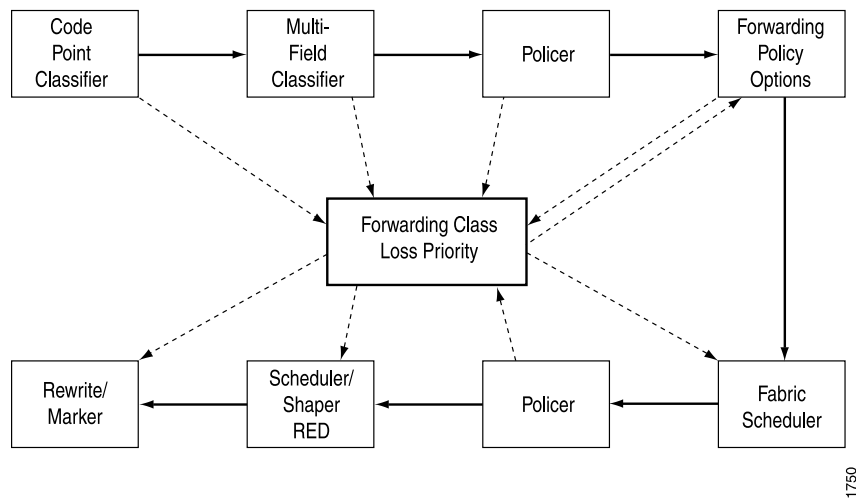 Code
Point
Classifier
Multi-
Field
Classifier
Policer
Forwarding
Policy
Options
Forwarding Class
Loss Priority
Rewrite/
Marker
Scheduler/
Shaper
RED
Policer
Fabric
Scheduler
1750